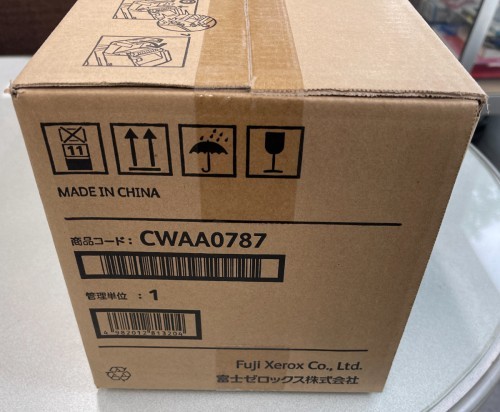 11
MADE IN CHINA
商品コード： CWAA0787
管理単位 ：1
Fuji Xerox Co., Ltd.
富士ゼロックス株式会社